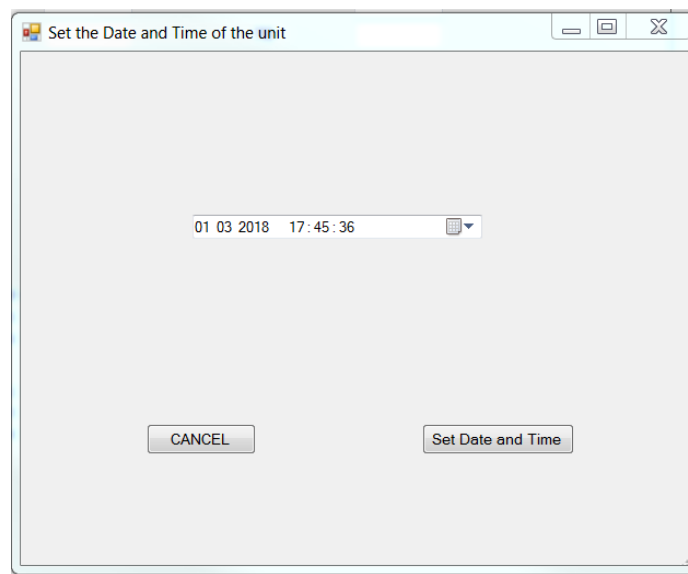 Set the Date and Time of the unit
01 03 2018 17:45:36
CANCEL Set Date and Time